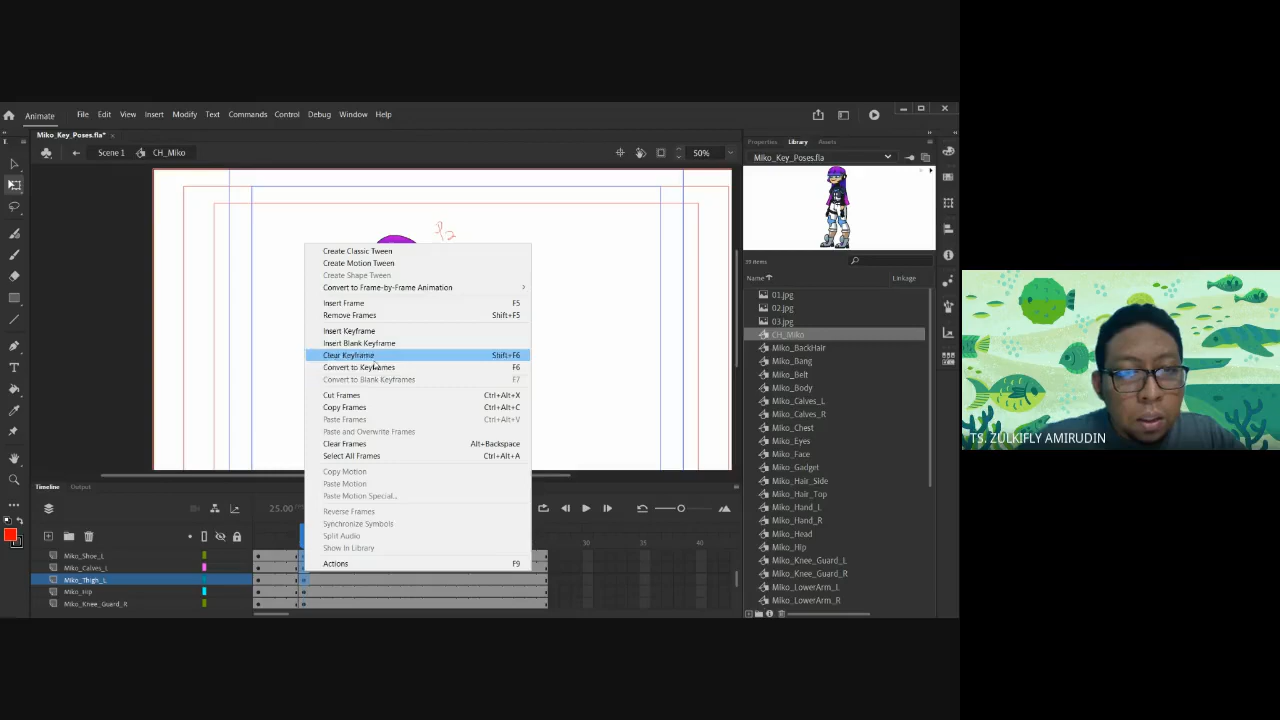 Animate File Edit View Insert Modify Text Commands Control Debug Window Help
Miko_Key_Poses.fla*
Scene 1 CH_Miko 50%
Properties Library Assets
Miko_Key_Poses.fla
39 items
Name Linkage
01.jpg
02.jpg
03.jpg
CH_Miko
Miko_BackHair
Miko_Bang
Miko_Belt
Miko_Body
Miko_Calves_L
Miko_Calves_R
Miko_Chest
Miko_Eyes
Miko_Face
Miko_Gadget
Miko_Hair_Side
Miko_Hair_Top
Miko_Hand_L
Miko_Hand_R
Miko_Head
Miko_Hip
Miko_Knee_Guard_L
Miko_Knee_Guard_R
Miko_LowerArm_L
Miko_LowerArm_R
Create Classic Tween
Create Motion Tween
Create Shape Tween
Convert to Frame-by-Frame Animation
Insert Frame F5
Remove Frames Shift+F5
Insert Keyframe
Insert Blank Keyframe
Clear Keyframe Shift+F6
Convert to Keyframes F6
Convert to Blank Keyframes F7
Cut Frames Ctrl+Alt+X
Copy Frames Ctrl+Alt+C
Paste Frames Ctrl+Alt+V
Paste and Overwrite Frames
Clear Frames Alt+Backspace
Select All Frames Ctrl+Alt+A
Copy Motion
Paste Motion
Paste Motion Special...
Reverse Frames
Synchronize Symbols
Split Audio
Show In Library
Actions F9
Timeline Output
25.00
30 35 40
Miko_Shoe_L
Miko_Calves_L
Miko_Thigh_L
Miko_Hip
Miko_Knee_Guard_R
TS. ZULKIFLY AMIRUDIN